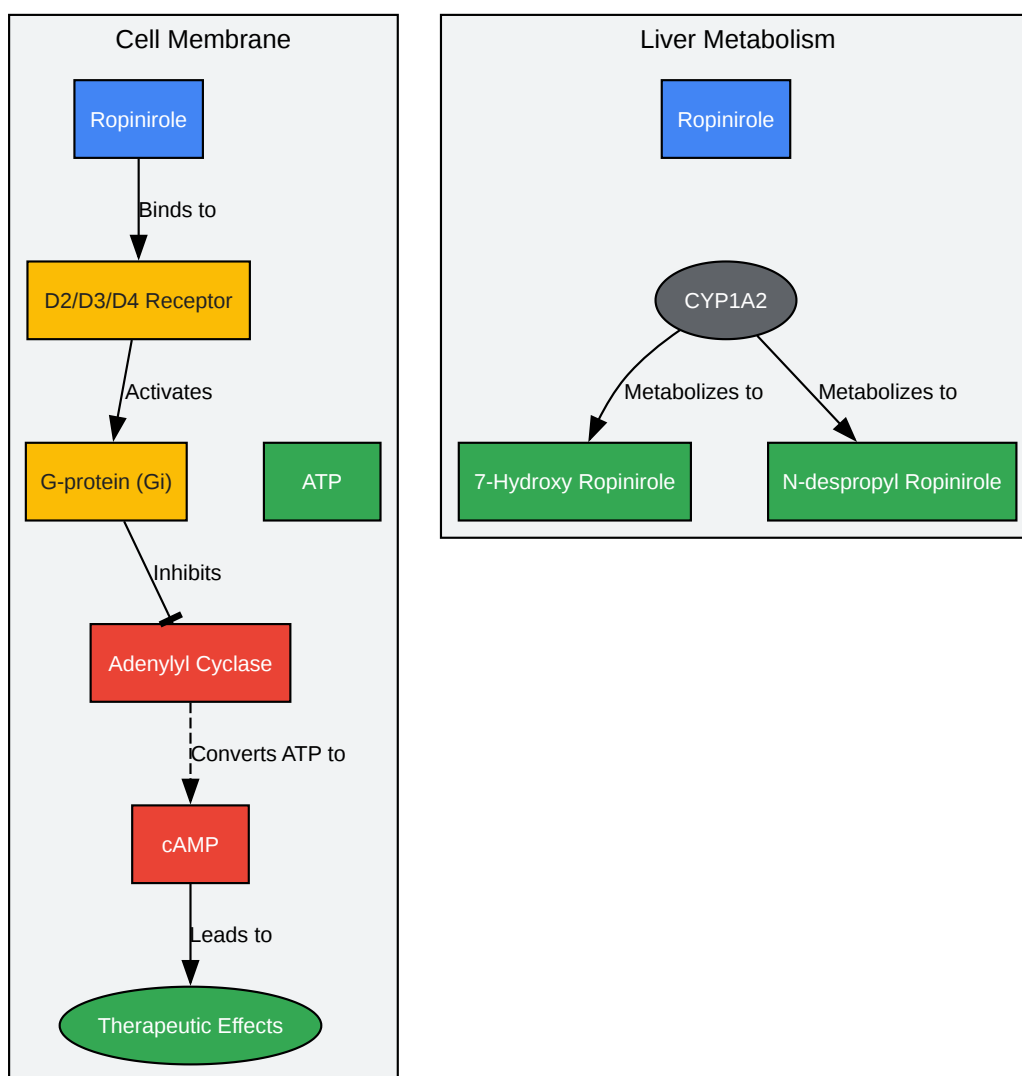 Cell Membrane
Ropinirole
Binds to
D2/D3/D4 Receptor
Activates
G-protein (Gi)
ATP
Inhibits
Adenylyl Cyclase
Converts ATP to
cAMP
Leads to
Therapeutic Effects
Liver Metabolism
Ropinirole
CYP1A2
Metabolizes to
Metabolizes to
7-Hydroxy Ropinirole
N-despropyl Ropinirole